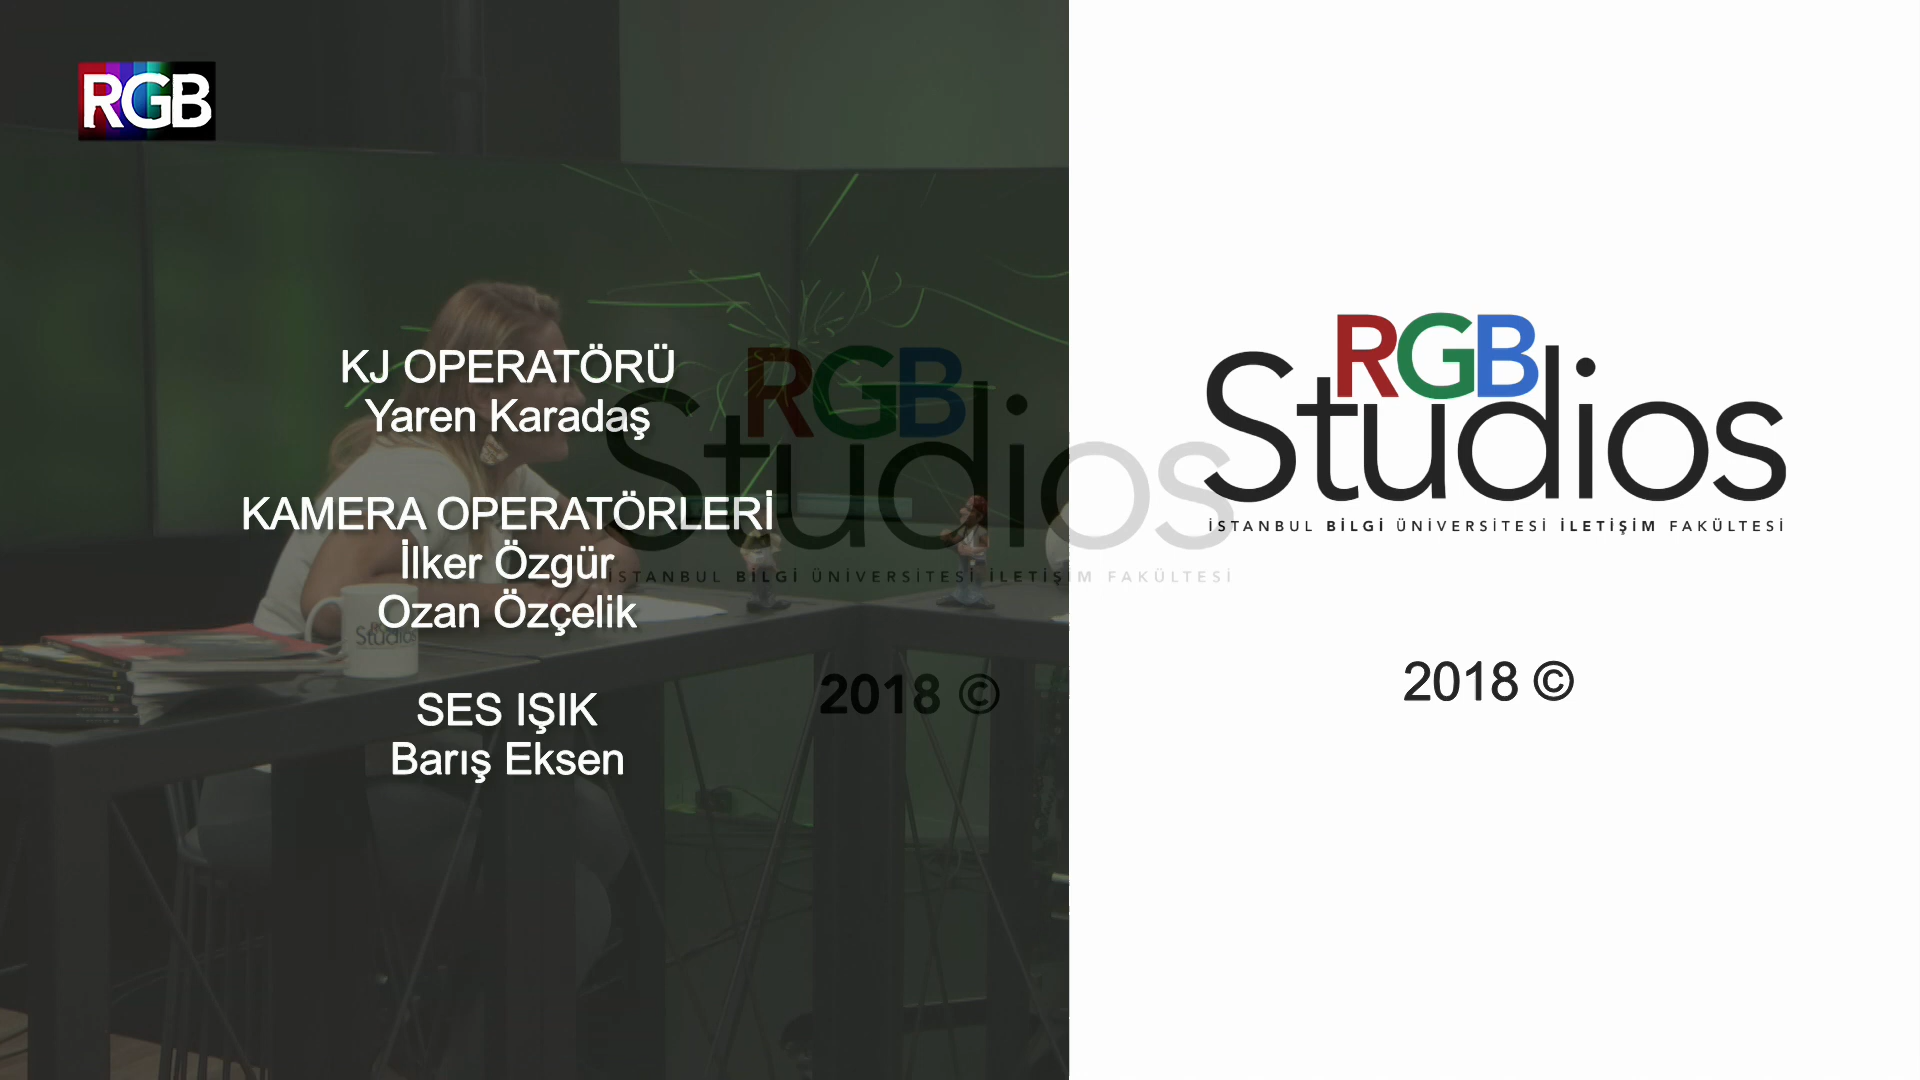 RGB
KJ OPERATÖRÜ
Yaren Karadaş
KAMERA OPERATÖRLERİ
İlker Özgür
Ozan Özçelik
SES IŞIK
Barış Eksen
RGB
Studios
RGB
Studios
İSTANBUL BİLGİ ÜNİVERSİTESİ İLETİŞİM FAKÜLTESİ
2018 ©
RGB
Studios
İSTANBUL BİLGİ ÜNİVERSİTESİ İLETİŞİM FAKÜLTESİ
2018 ©